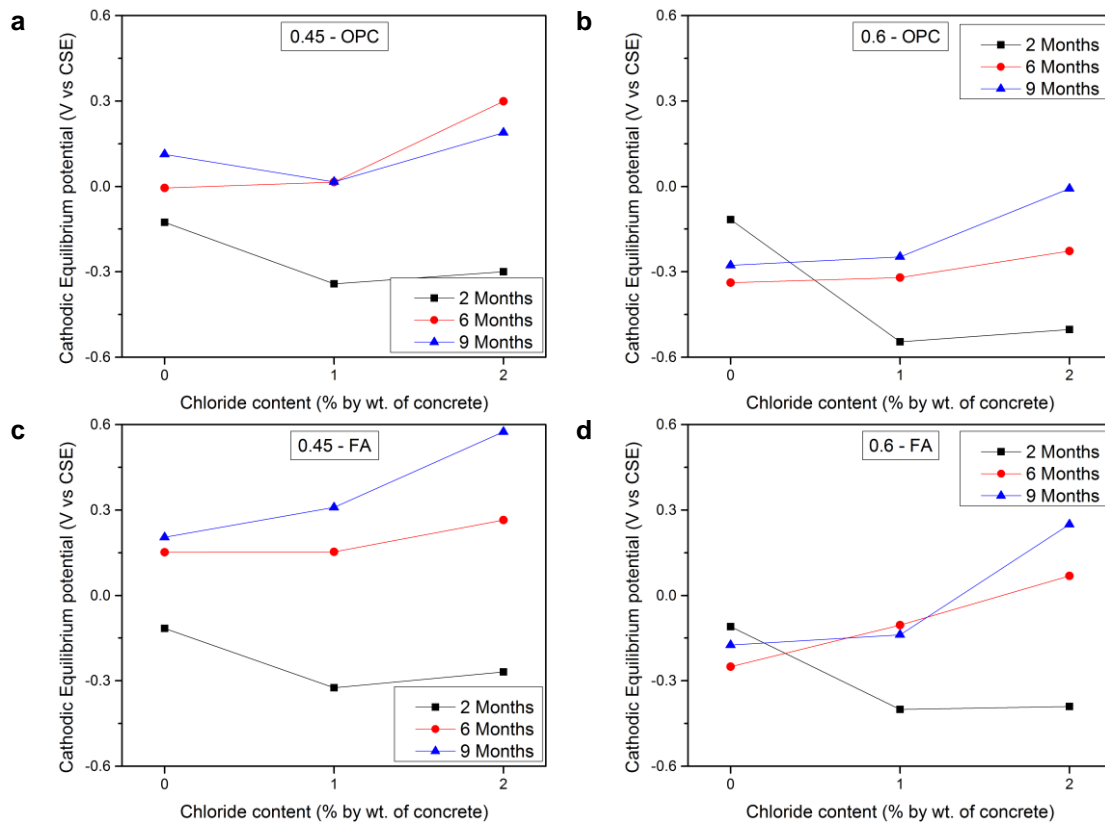 a
0.45 - OPC
Cathodic Equilibrium potential (V vs CSE)
0.6
0.3
0.0
-0.3
-0.6
2 Months
6 Months
9 Months
0 1 2
Chloride content (% by wt. of concrete)
b
0.6 - OPC
Cathodic Equilibrium potential (V vs CSE)
0.6
0.3
0.0
-0.3
-0.6
2 Months
6 Months
9 Months
0 1 2
Chloride content (% by wt. of concrete)
c
0.45 - FA
Cathodic Equilibrium potential (V vs CSE)
0.6
0.3
0.0
-0.3
-0.6
2 Months
6 Months
9 Months
0 1 2
Chloride content (% by wt. of concrete)
d
0.6 - FA
Cathodic Equilibrium potential (V vs CSE)
0.6
0.3
0.0
-0.3
-0.6
2 Months
6 Months
9 Months
0 1 2
Chloride content (% by wt. of concrete)